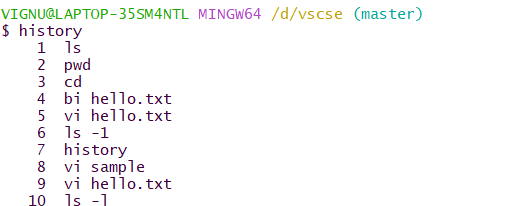 VIGNU@LAPTOP-35SM4NTL MINGW64 /d/vscse (master)
$ history
    1  ls
    2  pwd
    3  cd
    4  bi hello.txt
    5  vi hello.txt
    6  ls -1
    7  history
    8  vi sample
    9  vi hello.txt
   10  ls -l